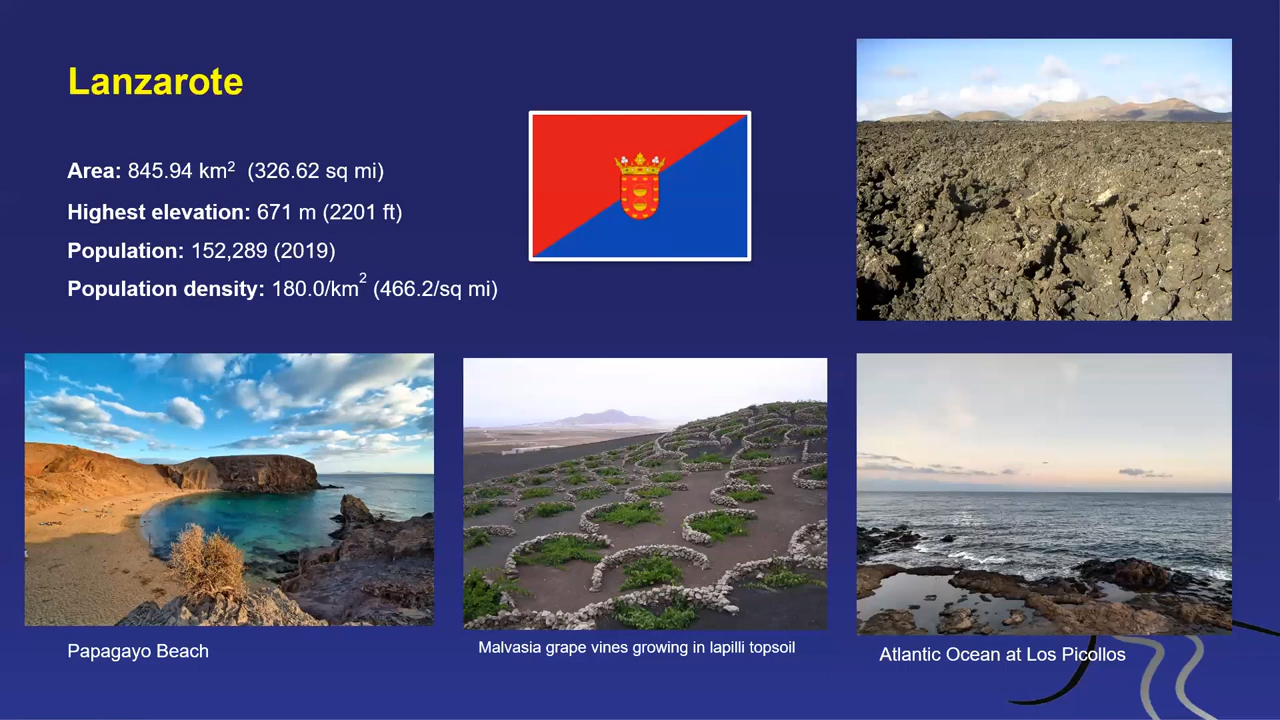 Lanzarote
Area: 845.94 km² (326.62 sq mi)
Highest elevation: 671 m (2201 ft)
Population: 152,289 (2019)
Population density: 180.0/km² (466.2/sq mi)
Papagayo Beach
Malvasia grape vines growing in lapilli topsoil
Atlantic Ocean at Los Picollos